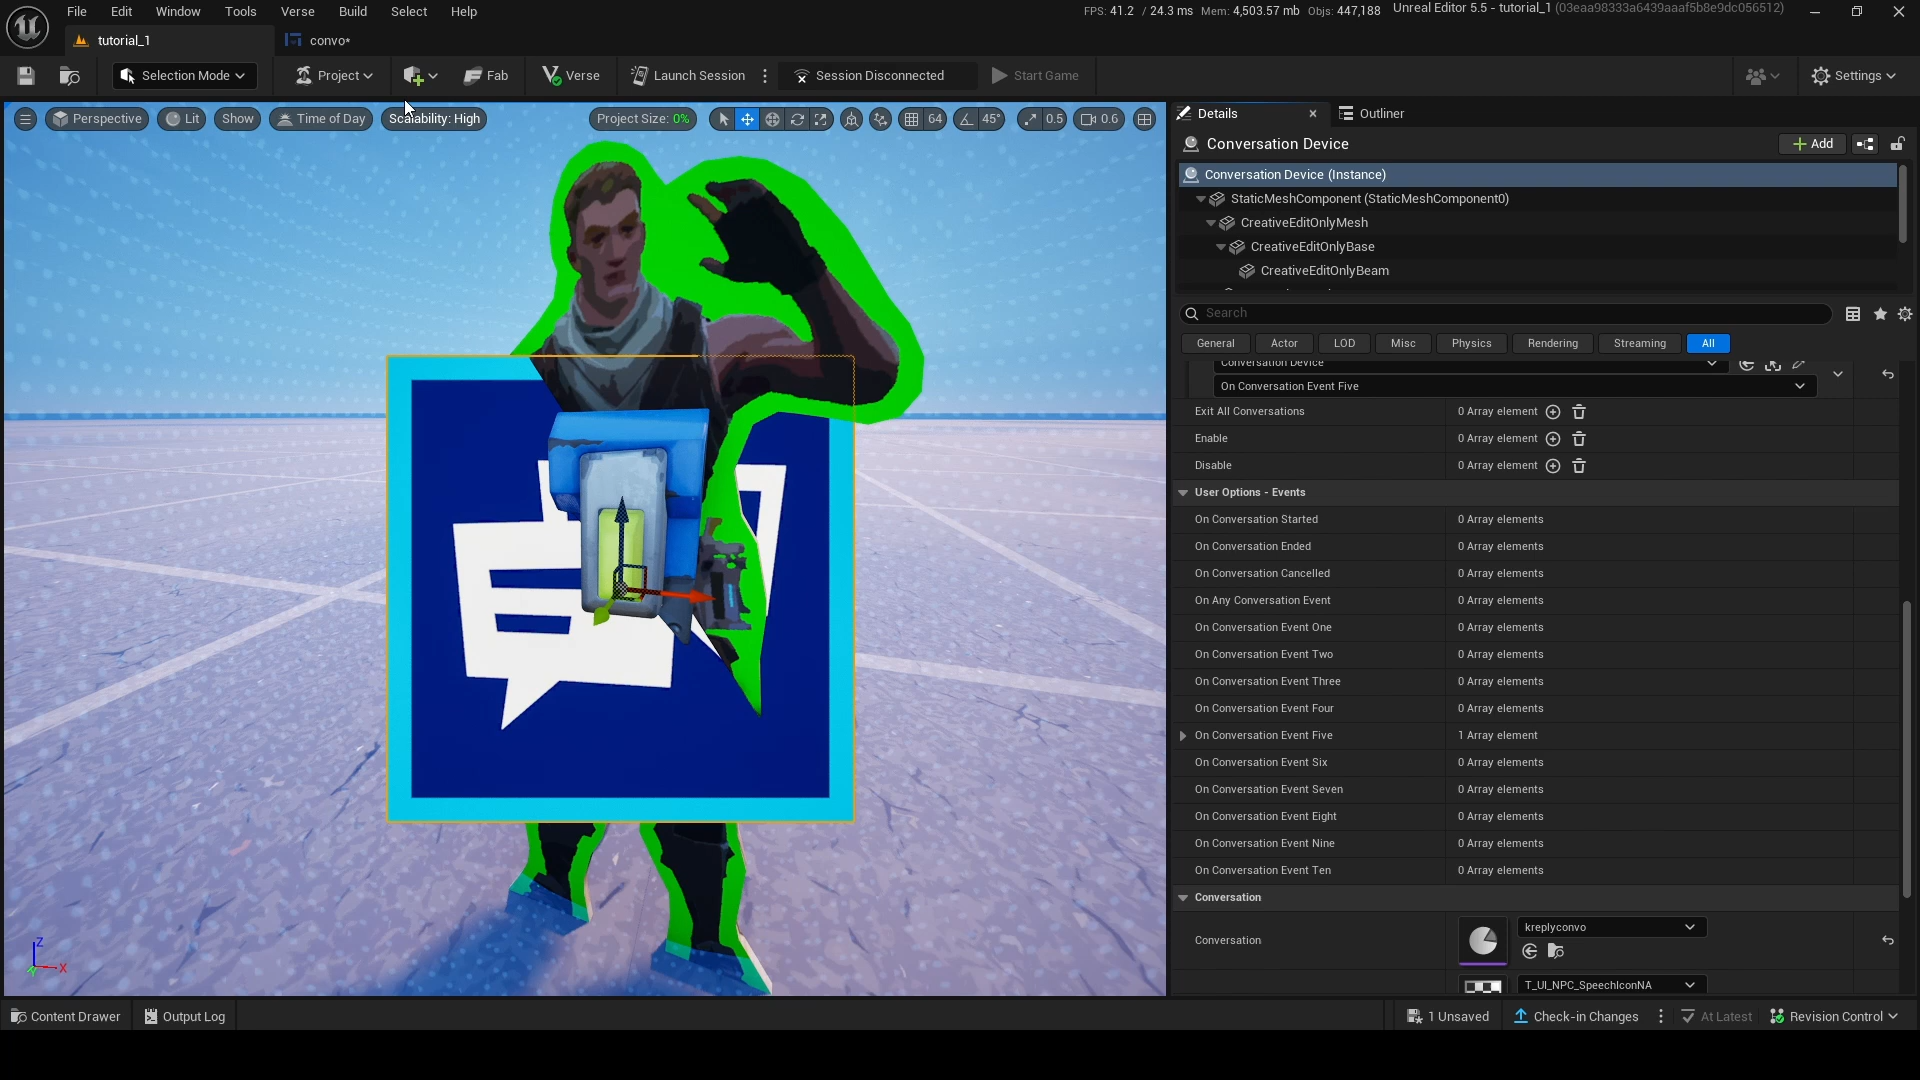 File Edit Window Tools Verse Build Select Help
FPS: 41.2 / 24.3 ms Mem: 4,503.57 mb Objs: 447,188 Unreal Editor 5.5 - tutorial_1 (03eaa98333a6439aaaf5b8e9dc056512)
tutorial_1 convo*
Selection Mode Project Fab Verse Launch Session Session Disconnected Start Game Settings
Perspective Lit Show Time of Day Scalability: High Project Size: 0% 64 45° 0.5 0.6
Details Outliner
Conversation Device
Add
Conversation Device (Instance)
StaticMeshComponent (StaticMeshComponent0)
CreativeEditOnlyMesh
CreativeEditOnlyBase
CreativeEditOnlyBeam
Search
General Actor LOD Misc Physics Rendering Streaming All
Conversation Device
On Conversation Event Five
Exit All Conversations 0 Array element
Enable 0 Array element
Disable 0 Array element
User Options - Events
On Conversation Started 0 Array elements
On Conversation Ended 0 Array elements
On Conversation Cancelled 0 Array elements
On Any Conversation Event 0 Array elements
On Conversation Event One 0 Array elements
On Conversation Event Two 0 Array elements
On Conversation Event Three 0 Array elements
On Conversation Event Four 0 Array elements
On Conversation Event Five 1 Array element
On Conversation Event Six 0 Array elements
On Conversation Event Seven 0 Array elements
On Conversation Event Eight 0 Array elements
On Conversation Event Nine 0 Array elements
On Conversation Event Ten 0 Array elements
Conversation
Conversation kreplyconvo
T_UI_NPC_SpeechIconNA
Z
X
Content Drawer Output Log 1 Unsaved Check-in Changes At Latest Revision Control